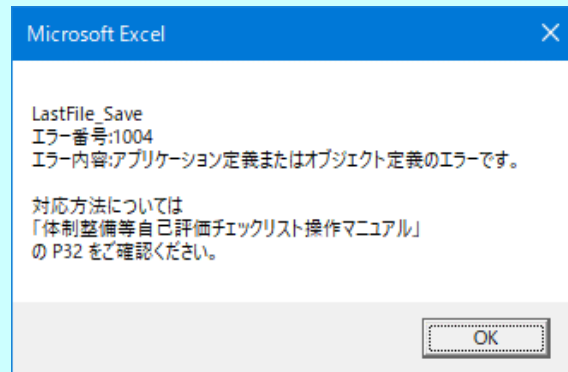 Microsoft Excel
LastFile_Save
エラー番号:1004
エラー内容:アプリケーション定義またはオブジェクト定義のエラーです。
対応方法については
「体制整備等自己評価チェックリスト操作マニュアル」
の P32 をご確認ください。
OK